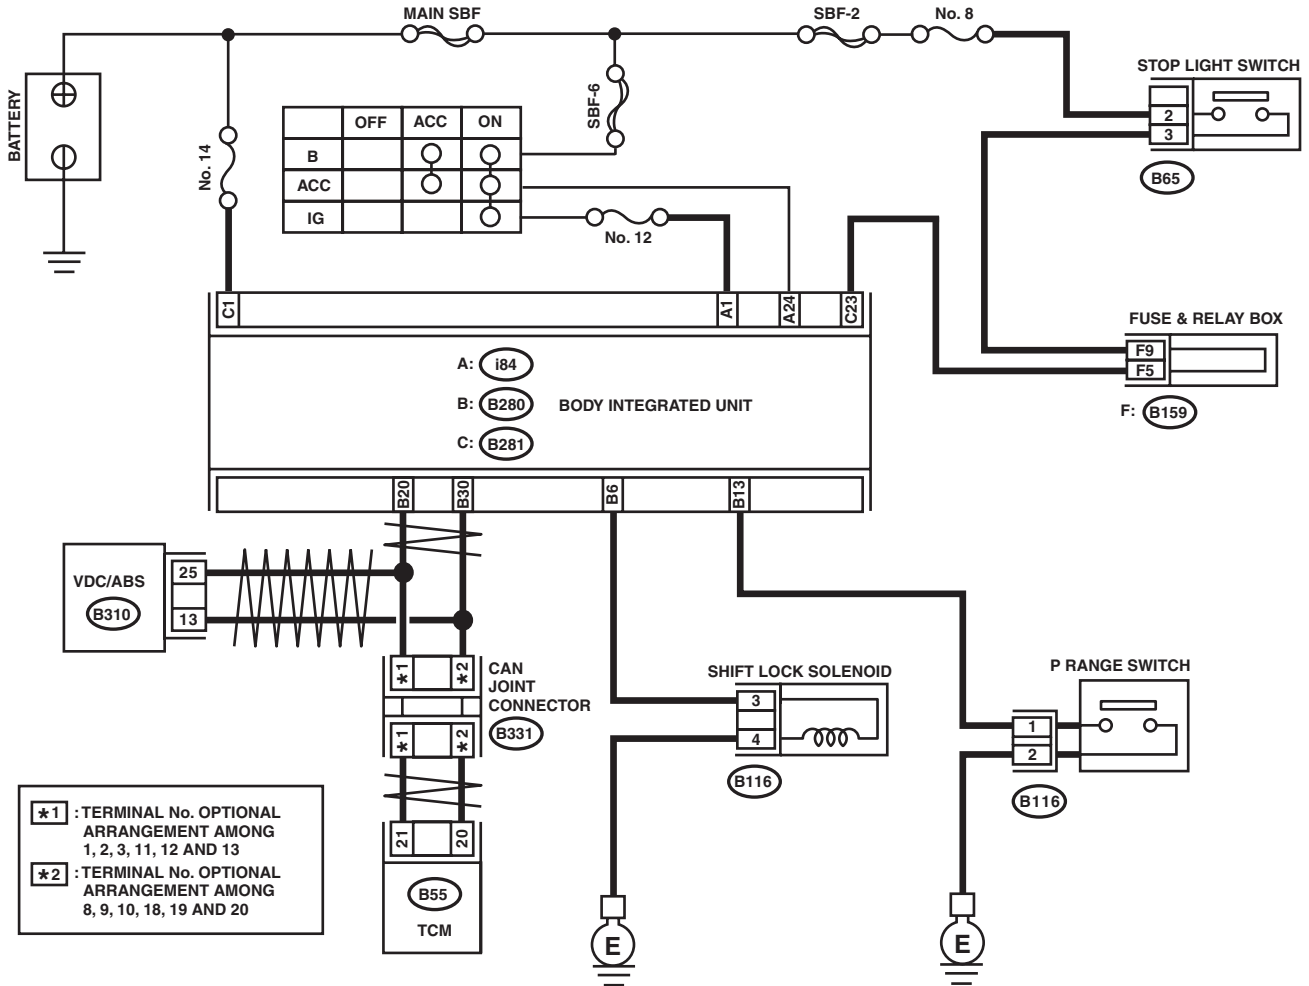 MAIN SBF
SBF-2
No. 8
STOP LIGHT SWITCH
BATTERY
No. 14
SBF-6
OFF ACC ON
B
ACC
IG
No. 12
2
3
B65
C1
A1
A24
C23
FUSE & RELAY BOX
F9
F5
F: B159
A: i84
B: B280
C: B281
BODY INTEGRATED UNIT
B20
B30
B6
B13
VDC/ABS
B310
25
13
*1
*2
CAN
JOINT
CONNECTOR
B331
*1
*2
SHIFT LOCK SOLENOID
3
4
B116
P RANGE SWITCH
1
2
B116
21
20
B55
TCM
*1 : TERMINAL No. OPTIONAL
ARRANGEMENT AMONG
1, 2, 3, 11, 12 AND 13
*2 : TERMINAL No. OPTIONAL
ARRANGEMENT AMONG
8, 9, 10, 18, 19 AND 20
E
E